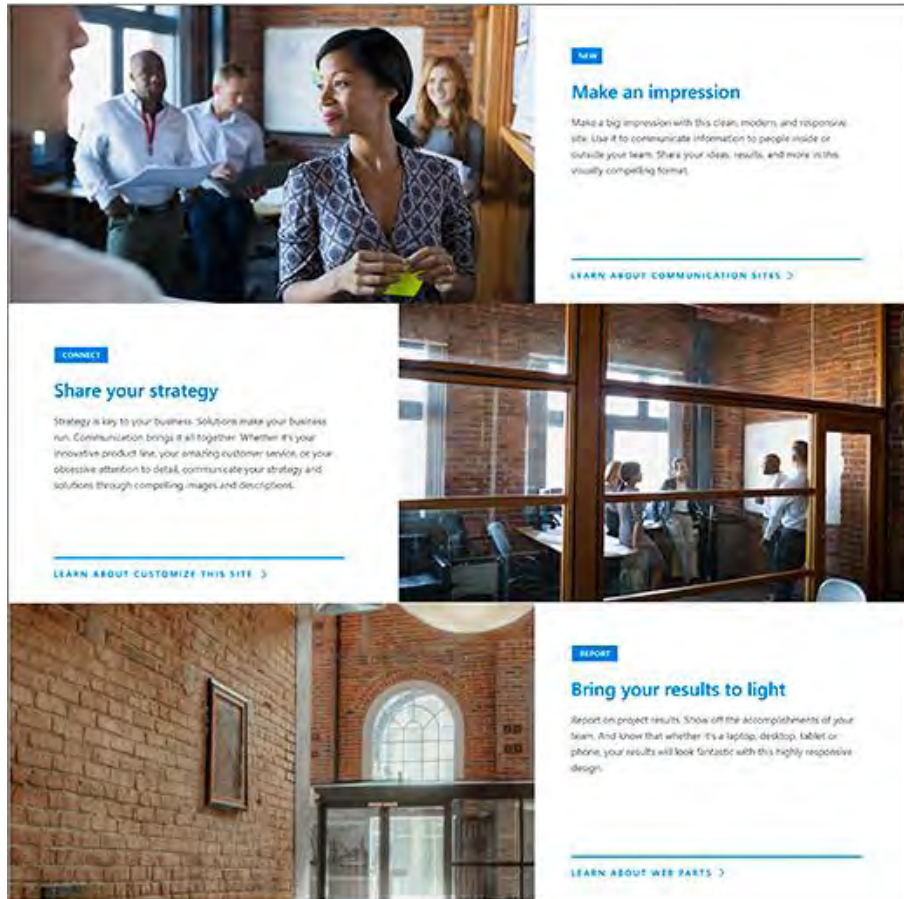 NEW
Make an impression
Make a big impression with this clean, modern, and responsive
site. Use it to communicate information to people inside or
outside your team. Share your ideas, results, and more in this
visually compelling format.
LEARN ABOUT COMMUNICATION SITES >
CONNECT
Share your strategy
Strategy is key to your business. Solutions make your business
run. Communication brings it all together. Whether it's your
innovative product line, your amazing customer service, or your
obsessive attention to detail, communicate your strategy and
solutions through compelling images and descriptions.
LEARN ABOUT CUSTOMIZE THIS SITE >
REPORT
Bring your results to light
Report on project results. Show off the accomplishments of your
team. And know that whether it's a laptop, desktop, tablet or
phone, your results will look fantastic with this highly responsive
design.
LEARN ABOUT WEB PARTS >